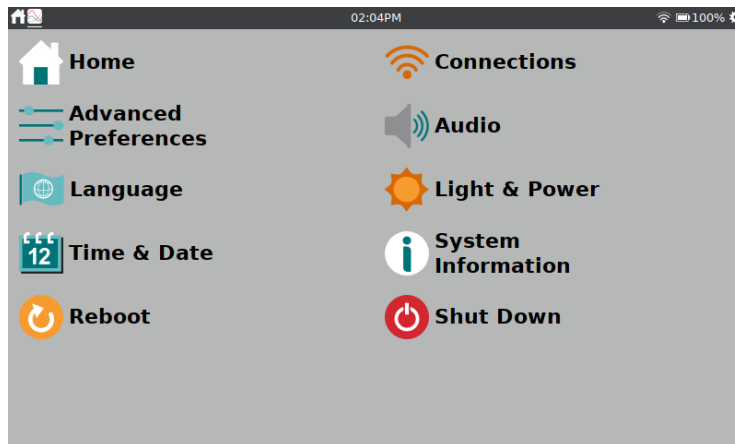 02:04PM
100%
Home
Connections
Advanced
Preferences
Audio
Language
Light & Power
12
Time & Date
System
Information
Reboot
Shut Down